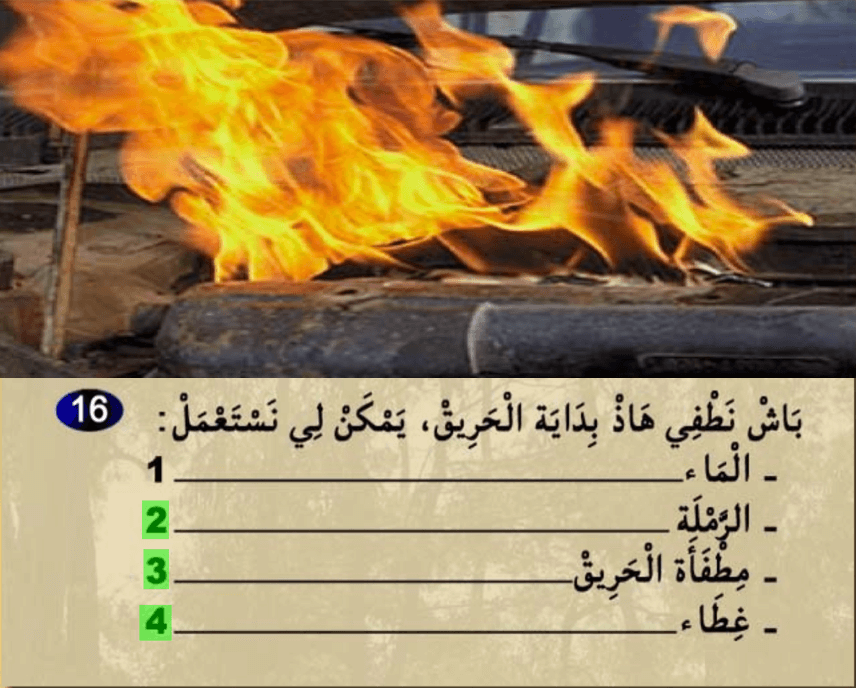 16 بَاشْ نَطْفِي هَاذْ بِدَايَة الْحَرِيقْ، يَمْكَنْ لِي نَسْتَعْمَلْ:
- الْمَاء 1
- الرَّمْلَة 2
- مِطْفَأَة الْحَرِيقْ 3
- غِطَاء 4